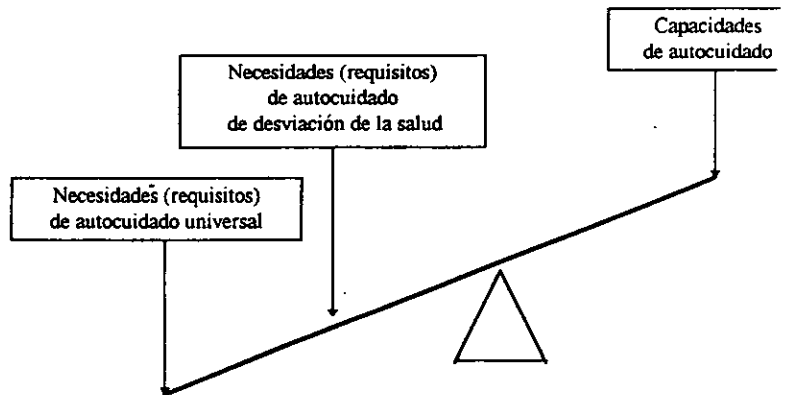 Capacidades
de autocuidado
Necesidades (requisitos)
de autocuidado
de desviación de la salud
Necesidades (requisitos)
de autocuidado universal